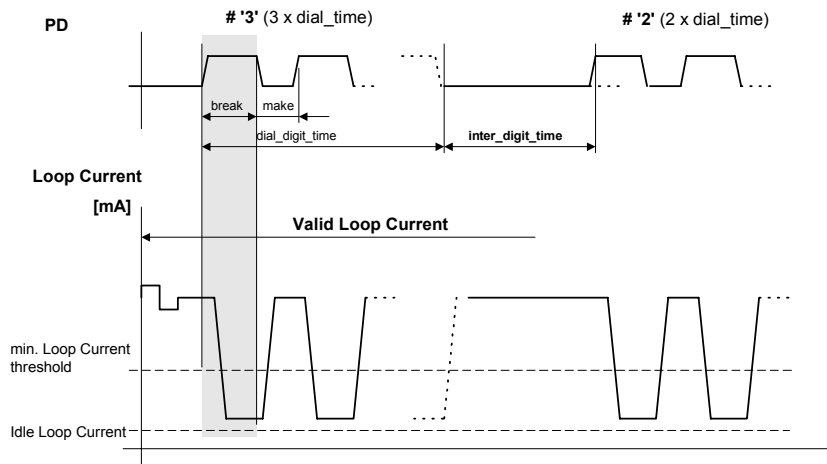 # '3' (3 x dial_time)
# '2' (2 x dial_time)
PD
break
make
dial_digit_time
inter_digit_time
Loop Current
[mA]
Valid Loop Current
min. Loop Current
threshold
Idle Loop Current